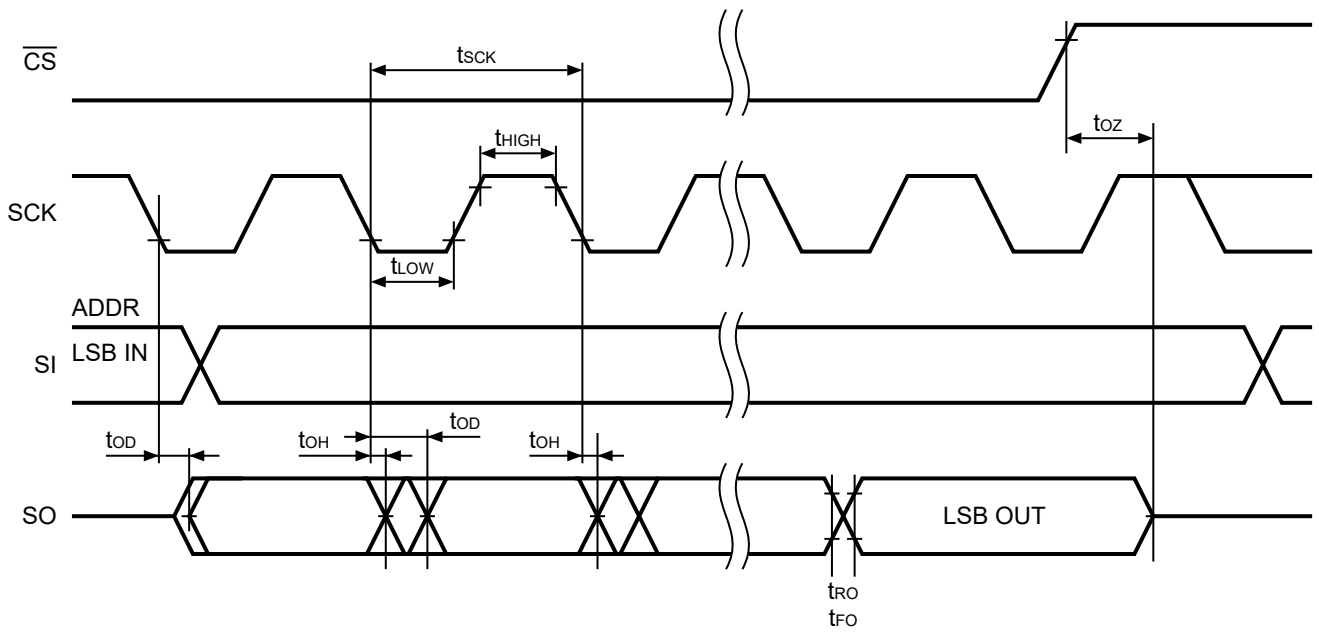 CS
tSCK
tHIGH
tOZ
SCK
tLOW
ADDR
SI
LSB IN
tOD
tOH
tOD
tOH
SO
LSB OUT
tRO
tFO